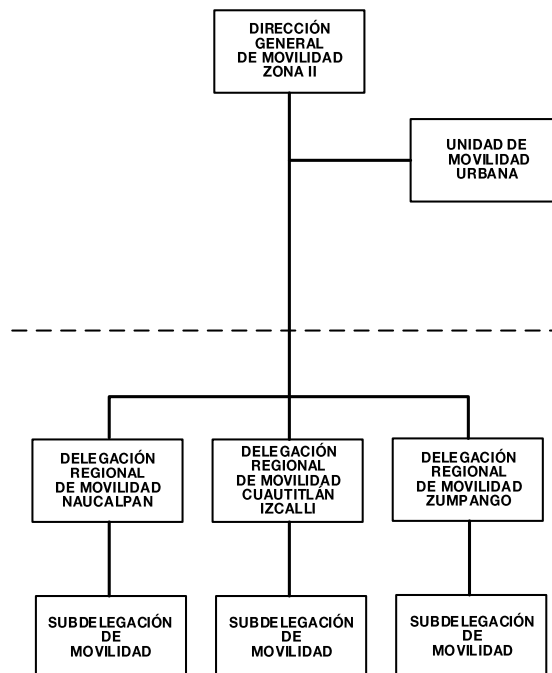 DIRECCIÓN
GENERAL
DE MOVILIDAD
ZONA II
UNIDAD DE
MOVILIDAD
URBANA
DELEGACIÓN
REGIONAL
DE MOVILIDAD
NAUCALPAN
DELEGACIÓN
REGIONAL
DE MOVILIDAD
CUAUTITLÁN
IZCALLI
DELEGACIÓN
REGIONAL
DE MOVILIDAD
ZUMPANGO
SUBDELEGACIÓN
DE
MOVILIDAD
SUBDELEGACIÓN
DE
MOVILIDAD
SUBDELEGACIÓN
DE
MOVILIDAD